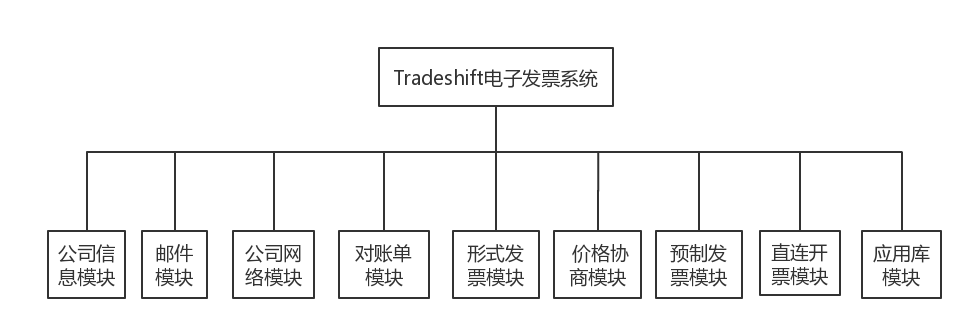 Tradeshift电子发票系统
公司信
息模块
邮件
模块
公司网
络模块
对账单
模块
形式发
票模块
价格协
商模块
预制发
票模块
直连开
票模块
应用库
模块